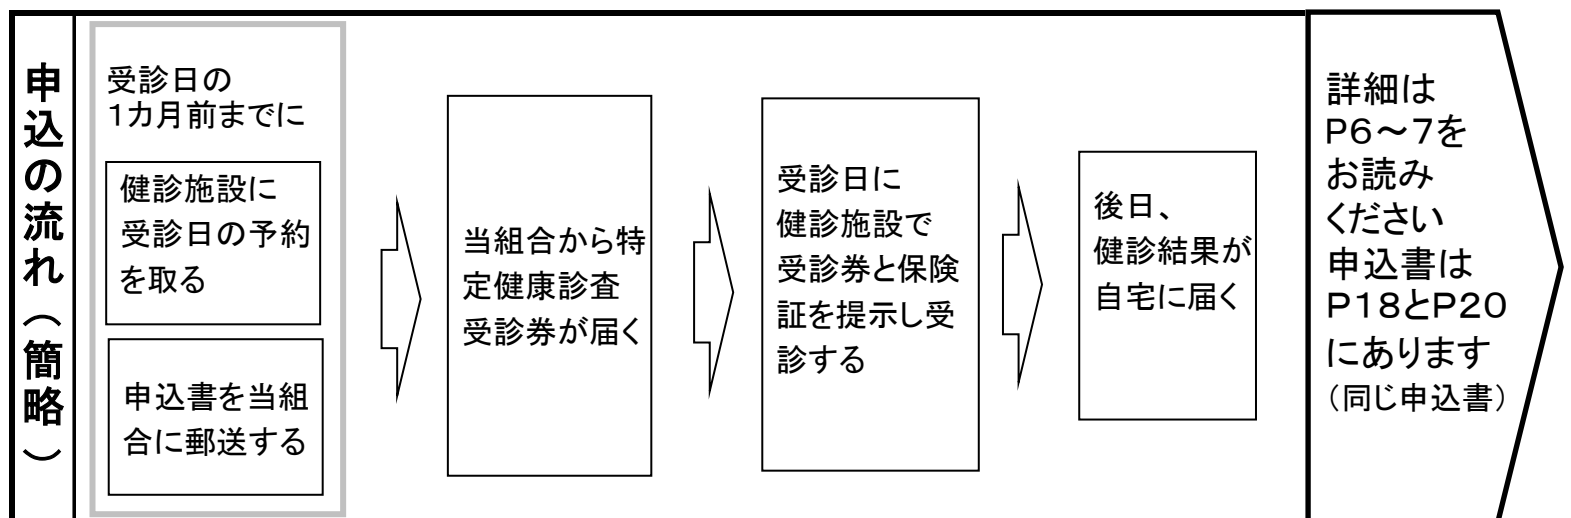 申込の流れ（簡略）
受診日の
1カ月前までに
健診施設に
受診日の予約
を取る
申込書を当組
合に郵送する
当組合から特
定健康診査
受診券が届く
受診日に
健診施設で
受診券と保険
証を提示し受
診する
後日、
健診結果が
自宅に届く
詳細は
P6～7を
お読み
ください
申込書は
P18とP20
にあります
（同じ申込書）